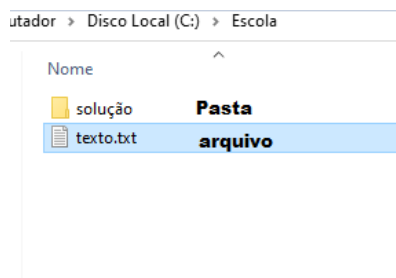 utador > Disco Local (C:) > Escola
Nome
solução Pasta
texto.txt arquivo